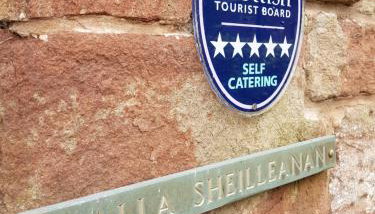 TOURIST BOARD
★★★★★
SELF
CATERING
SHEILLEANAN